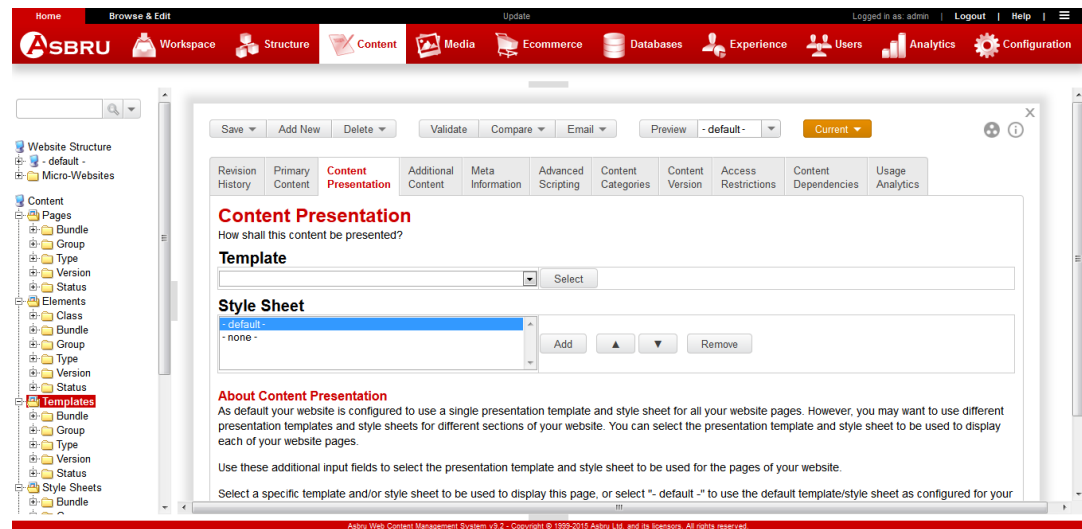 Home Browse & Edit Update Logged in as: admin | Logout | Help |
ASBRU Workspace Structure Content Media Ecommerce Databases Experience Users Analytics Configuration
Website Structure
- default -
Micro-Websites
Content
Pages
Bundle
Group
Type
Version
Status
Elements
Class
Bundle
Group
Type
Version
Status
Templates
Bundle
Group
Type
Version
Status
Style Sheets
Bundle
X
Save Add New Delete Validate Compare Email Preview - default - Current
Revision History Primary Content Content Presentation Additional Content Meta Information Advanced Scripting Content Categories Content Version Access Restrictions Content Dependencies Usage Analytics
Content Presentation
How shall this content be presented?
Template
Select
Style Sheet
- default -
- none -
Add ▲ ▼ Remove
About Content Presentation
As default your website is configured to use a single presentation template and style sheet for all your website pages. However, you may want to use different
presentation templates and style sheets for different sections of your website. You can select the presentation template and style sheet to be used to display
each of your website pages.
Use these additional input fields to select the presentation template and style sheet to be used for the pages of your website.
Select a specific template and/or style sheet to be used to display this page, or select "- default -" to use the default template/style sheet as configured for your
Asbru Web Content Management System v9.2 - Copyright © 1999-2015 Asbru Ltd. and its licensors. All rights reserved.